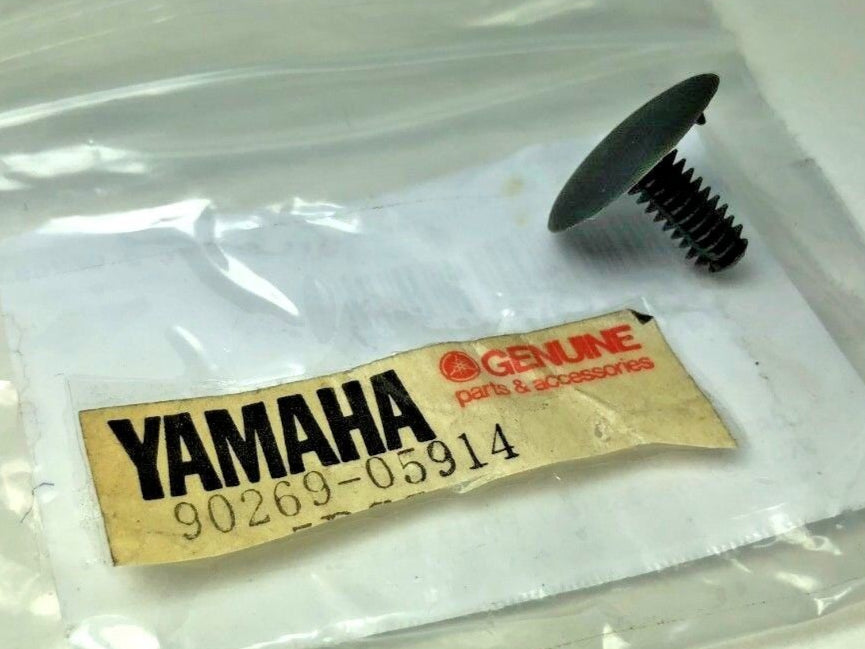 YAMAHA
GENUINE
parts & accessories
90269-05914